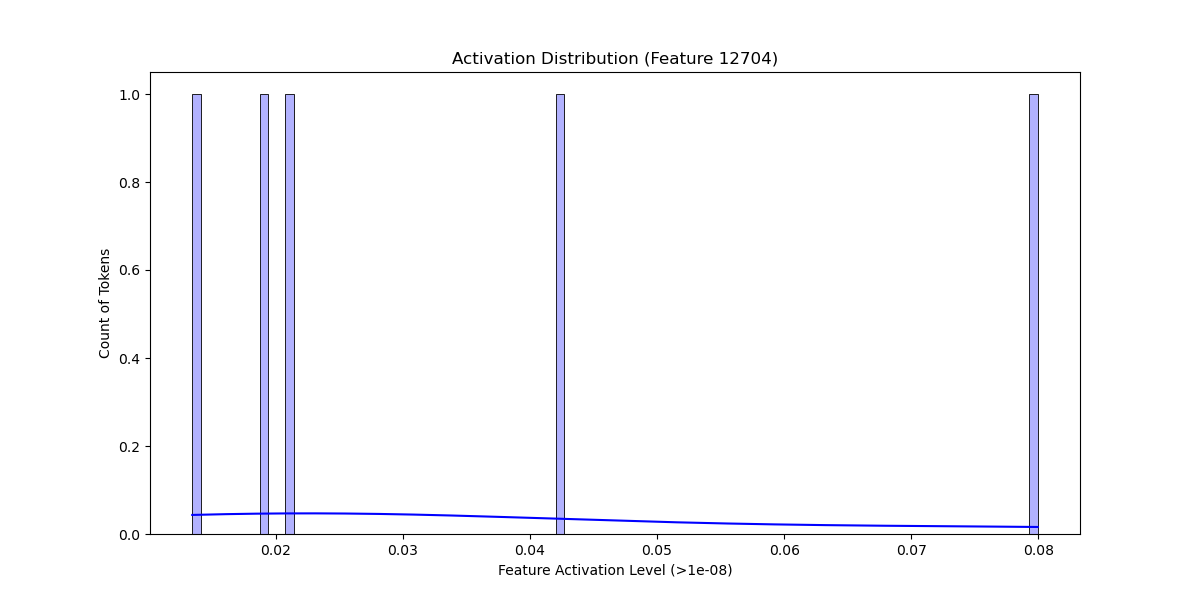 Activation Distribution (Feature 12704)
Count of Tokens
1.0
0.8
0.6
0.4
0.2
0.0
0.02 0.03 0.04 0.05 0.06 0.07 0.08
Feature Activation Level (>1e-08)